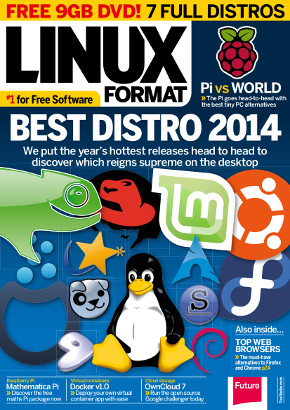 FREE 9GB DVD! 7 FULL DISTROS
LINUX
FORMAT
#1 for Free Software
Pi vs WORLD
The Pi goes head-to-head with
the best tiny PC alternatives
BEST DISTRO 2014
We put the year's hottest releases head to head to
discover which reigns supreme on the desktop
Also inside...
TOP WEB
BROWSERS
The must-have
alternatives to Firefox
and Chrome p24
Raspberry Pi
Mathematica Pi
Discover the free
maths Pi package now
Virtual containers
Docker v1.0
Deploy your own virtual
container app with ease
Cloud storage
OwnCloud 7
Run the open source
Google challenger today
Future